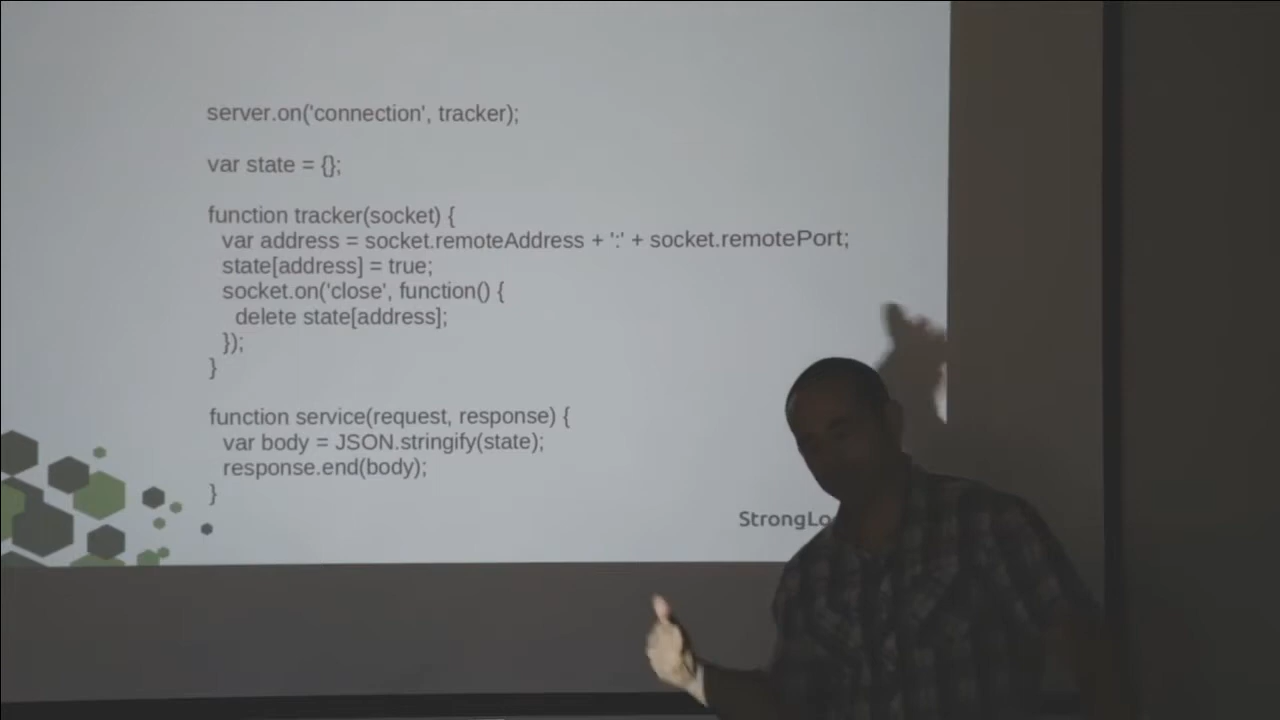 server.on('connection', tracker);
var state = {};
function tracker(socket) {
var address = socket.remoteAddress + ':' + socket.remotePort;
state[address] = true;
socket.on('close', function() {
delete state[address];
});
}
function service(request, response) {
var body = JSON.stringify(state);
response.end(body);
}
StrongLo